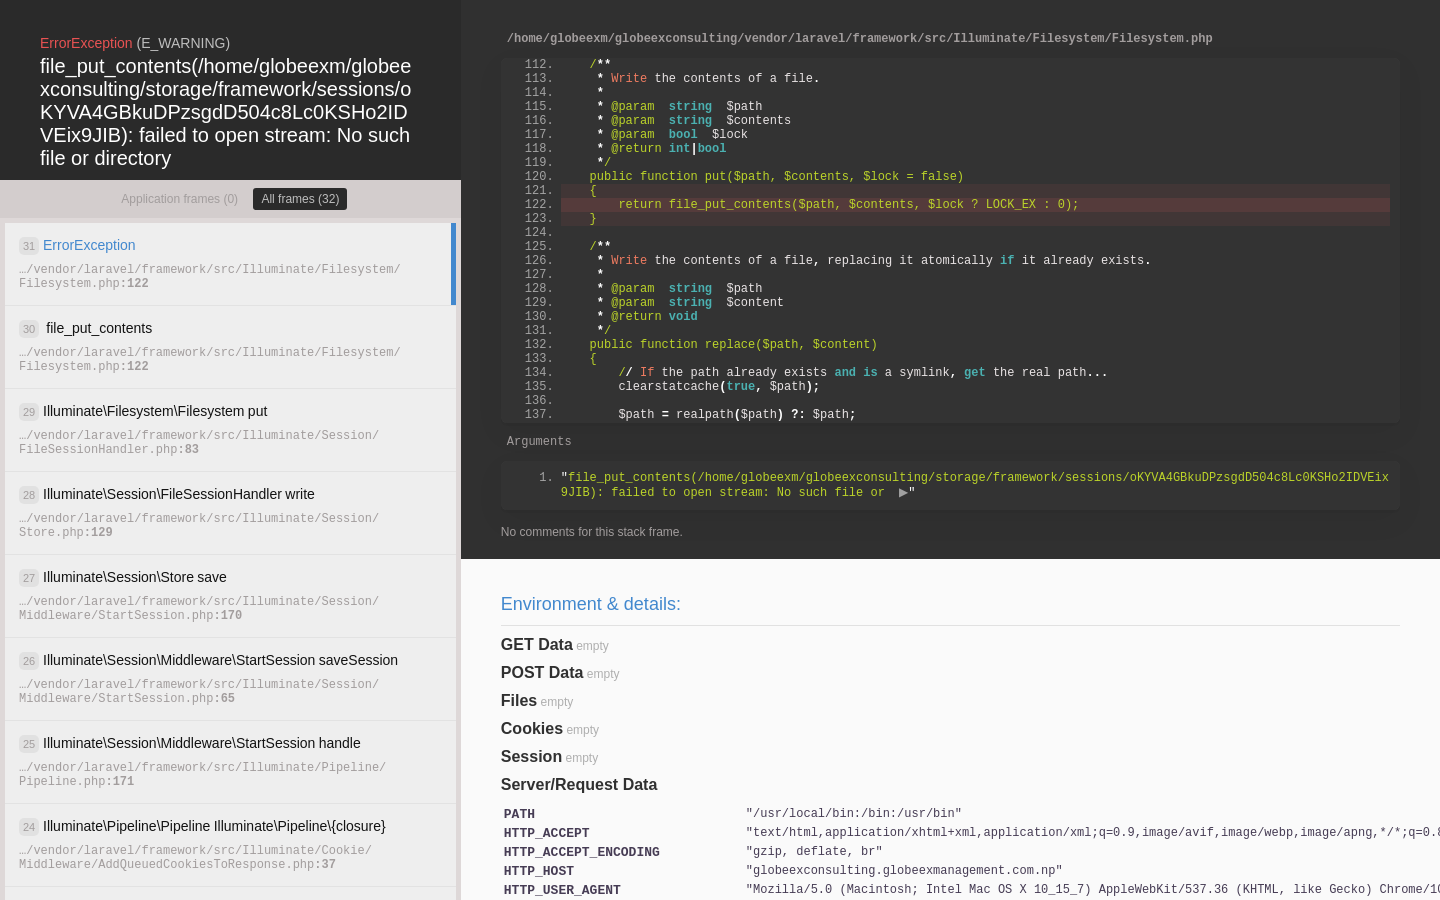 ErrorException (E_WARNING)
file_put_contents(/home/globeexm/globee
xconsulting/storage/framework/sessions/o
KYVA4GBkuDPzsgdD504c8Lc0KSHo2ID
VEix9JIB): failed to open stream: No such
file or directory
Application frames (0) All frames (32)
31 ErrorException
…/vendor/laravel/framework/src/Illuminate/Filesystem/
Filesystem.php:122
30 file_put_contents
…/vendor/laravel/framework/src/Illuminate/Filesystem/
Filesystem.php:122
29 Illuminate\Filesystem\Filesystem put
…/vendor/laravel/framework/src/Illuminate/Session/
FileSessionHandler.php:83
28 Illuminate\Session\FileSessionHandler write
…/vendor/laravel/framework/src/Illuminate/Session/
Store.php:129
27 Illuminate\Session\Store save
…/vendor/laravel/framework/src/Illuminate/Session/
Middleware/StartSession.php:170
26 Illuminate\Session\Middleware\StartSession saveSession
…/vendor/laravel/framework/src/Illuminate/Session/
Middleware/StartSession.php:65
25 Illuminate\Session\Middleware\StartSession handle
…/vendor/laravel/framework/src/Illuminate/Pipeline/
Pipeline.php:171
24 Illuminate\Pipeline\Pipeline Illuminate\Pipeline\{closure}
…/vendor/laravel/framework/src/Illuminate/Cookie/
Middleware/AddQueuedCookiesToResponse.php:37
/home/globeexm/globeexconsulting/vendor/laravel/framework/src/Illuminate/Filesystem/Filesystem.php
112. /**
113. * Write the contents of a file.
114. *
115. * @param  string  $path
116. * @param  string  $contents
117. * @param  bool  $lock
118. * @return int|bool
119. */
120. public function put($path, $contents, $lock = false)
121. {
122. return file_put_contents($path, $contents, $lock ? LOCK_EX : 0);
123. }
124.
125. /**
126. * Write the contents of a file, replacing it atomically if it already exists.
127. *
128. * @param  string  $path
129. * @param  string  $content
130. * @return void
131. */
132. public function replace($path, $content)
133. {
134. // If the path already exists and is a symlink, get the real path...
135. clearstatcache(true, $path);
136.
137. $path = realpath($path) ?: $path;
Arguments
1. "file_put_contents(/home/globeexm/globeexconsulting/storage/framework/sessions/oKYVA4GBkuDPzsgdD504c8Lc0KSHo2IDVEix
9JIB): failed to open stream: No such file or ▶"
No comments for this stack frame.
Environment & details:
GET Data empty
POST Data empty
Files empty
Cookies empty
Session empty
Server/Request Data
PATH "/usr/local/bin:/bin:/usr/bin"
HTTP_ACCEPT "text/html,application/xhtml+xml,application/xml;q=0.9,image/avif,image/webp,image/apng,*/*;q=0.8
HTTP_ACCEPT_ENCODING "gzip, deflate, br"
HTTP_HOST "globeexconsulting.globeexmanagement.com.np"
HTTP_USER_AGENT "Mozilla/5.0 (Macintosh; Intel Mac OS X 10_15_7) AppleWebKit/537.36 (KHTML, like Gecko) Chrome/10